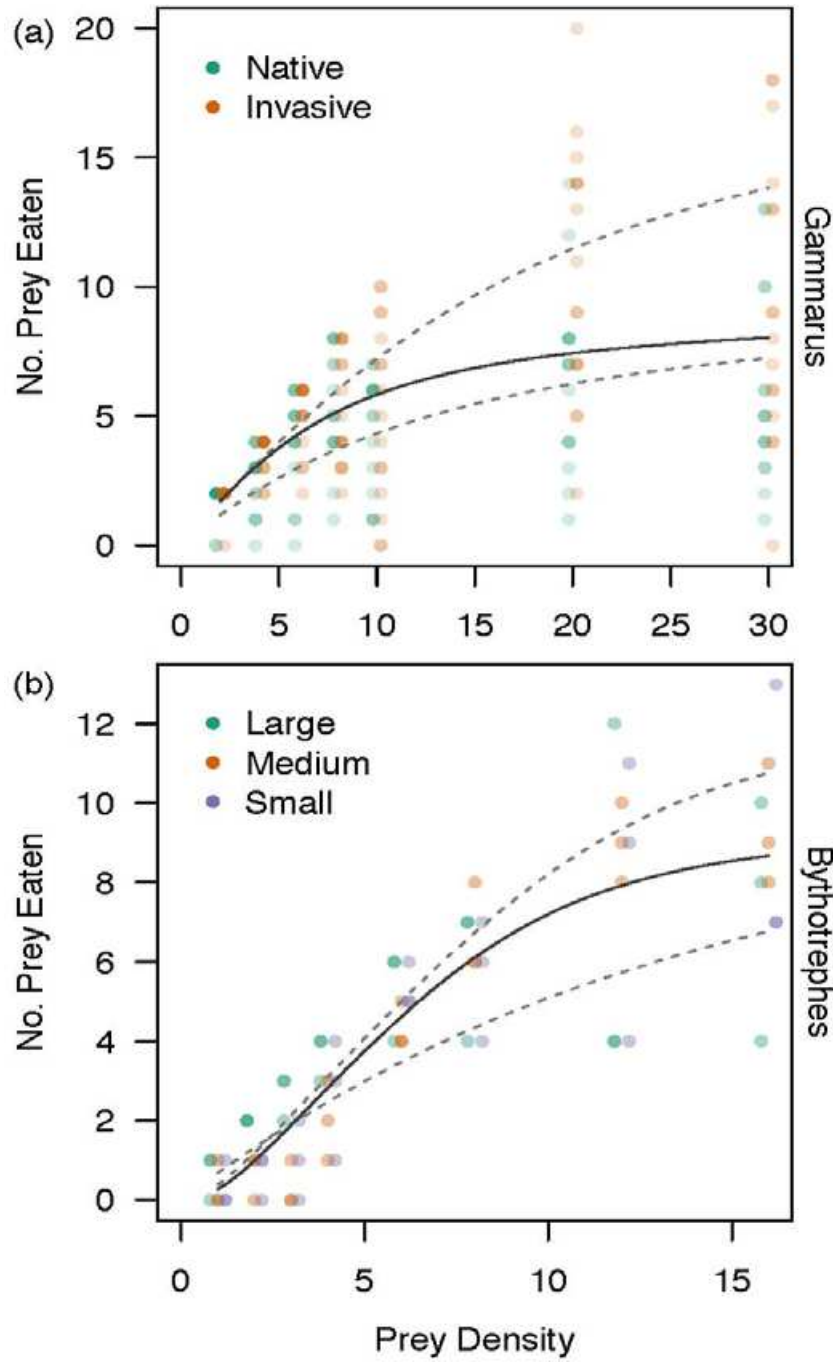 (a)
Native
Invasive
No. Prey Eaten
20
15
10
5
0
Gammarus
0 5 10 15 20 25 30
(b)
Large
Medium
Small
No. Prey Eaten
12
10
8
6
4
2
0
Bythotrephes
0 5 10 15
Prey Density